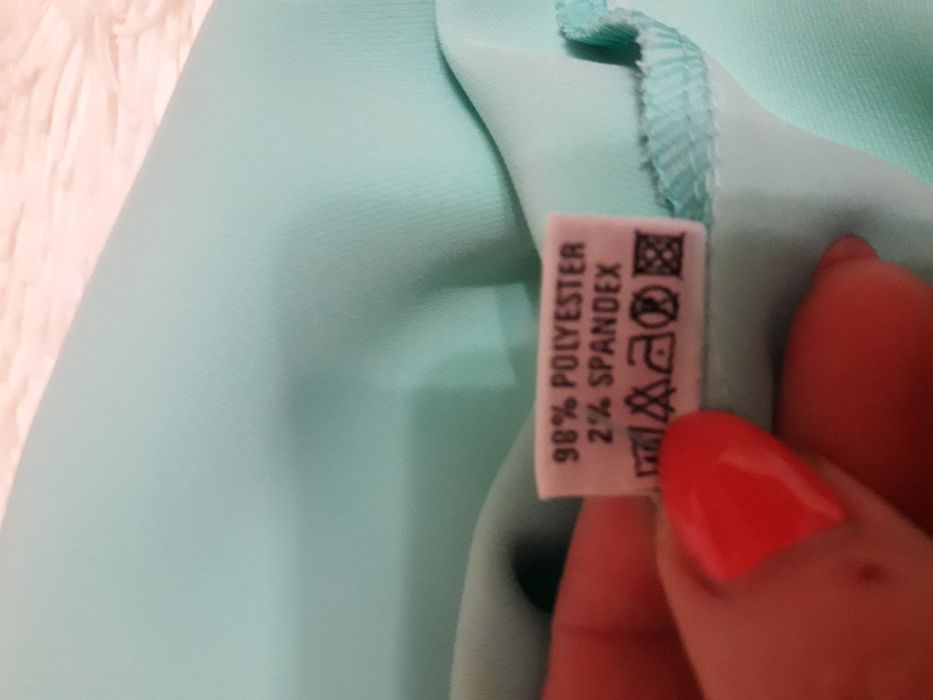 98% POLYESTER
2% SPANDEX